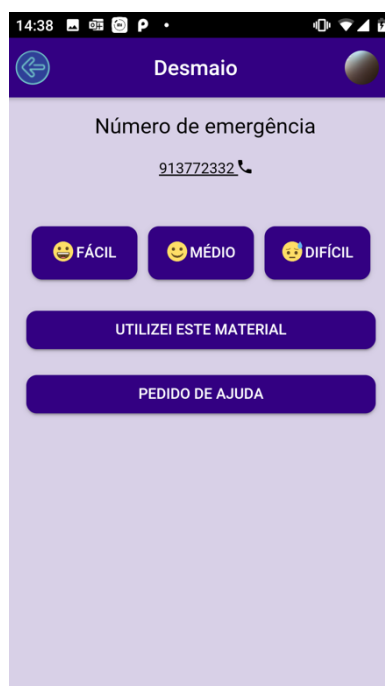 14:38
Desmaio
Número de emergência
913772332
FÁCIL
MÉDIO
DIFÍCIL
UTILIZEI ESTE MATERIAL
PEDIDO DE AJUDA